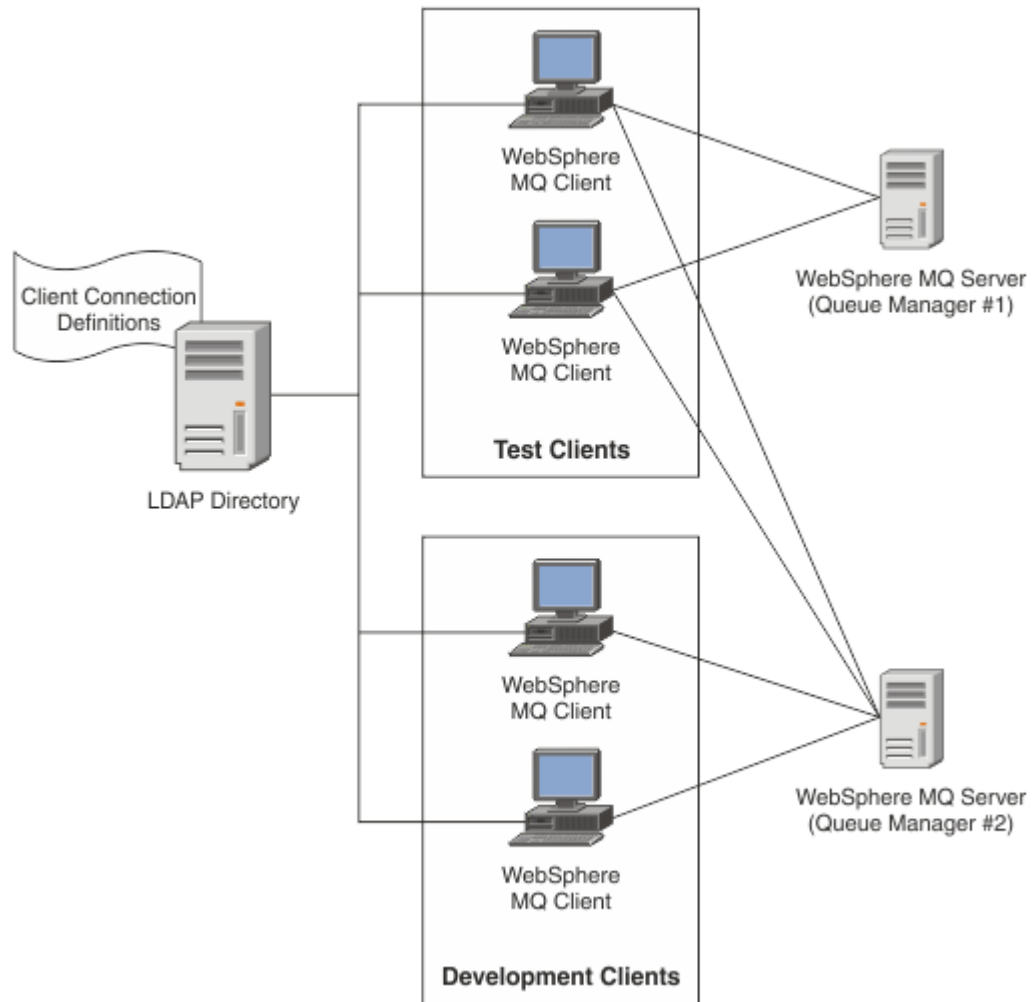 WebSphere
MQ Client
WebSphere
MQ Client
Test Clients
Client Connection
Definitions
LDAP Directory
WebSphere MQ Server
(Queue Manager #1)
WebSphere
MQ Client
WebSphere
MQ Client
Development Clients
WebSphere MQ Server
(Queue Manager #2)